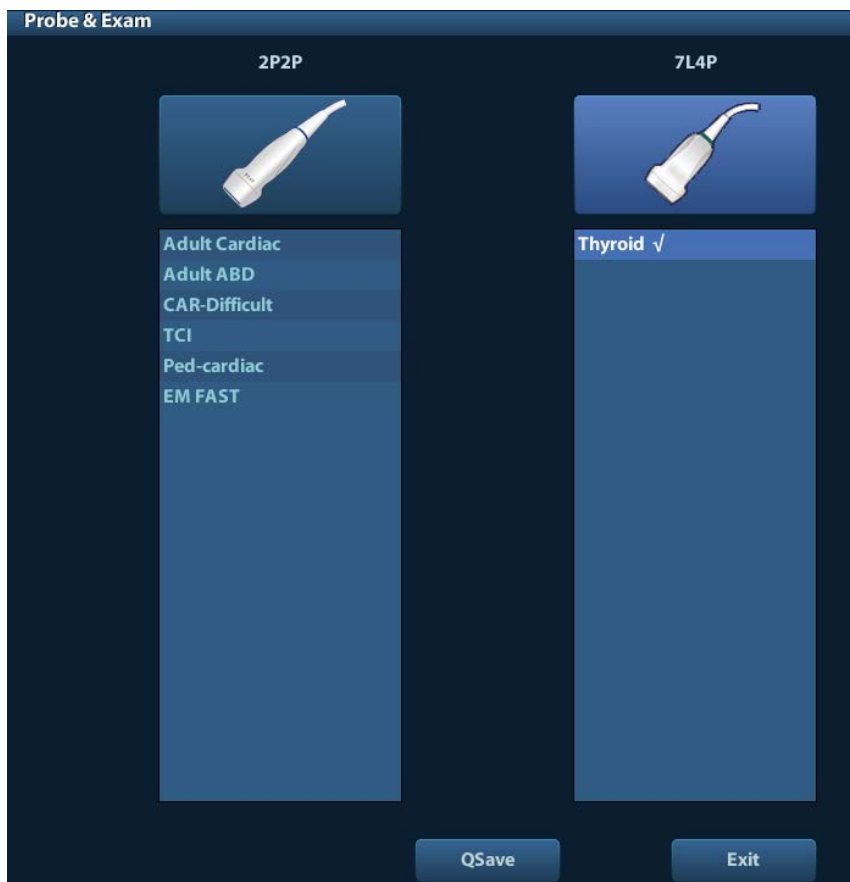 Probe & Exam
2P2P
7L4P
Adult Cardiac
Adult ABD
CAR-Difficult
TCI
Ped-cardiac
EM FAST
Thyroid √
QSave
Exit